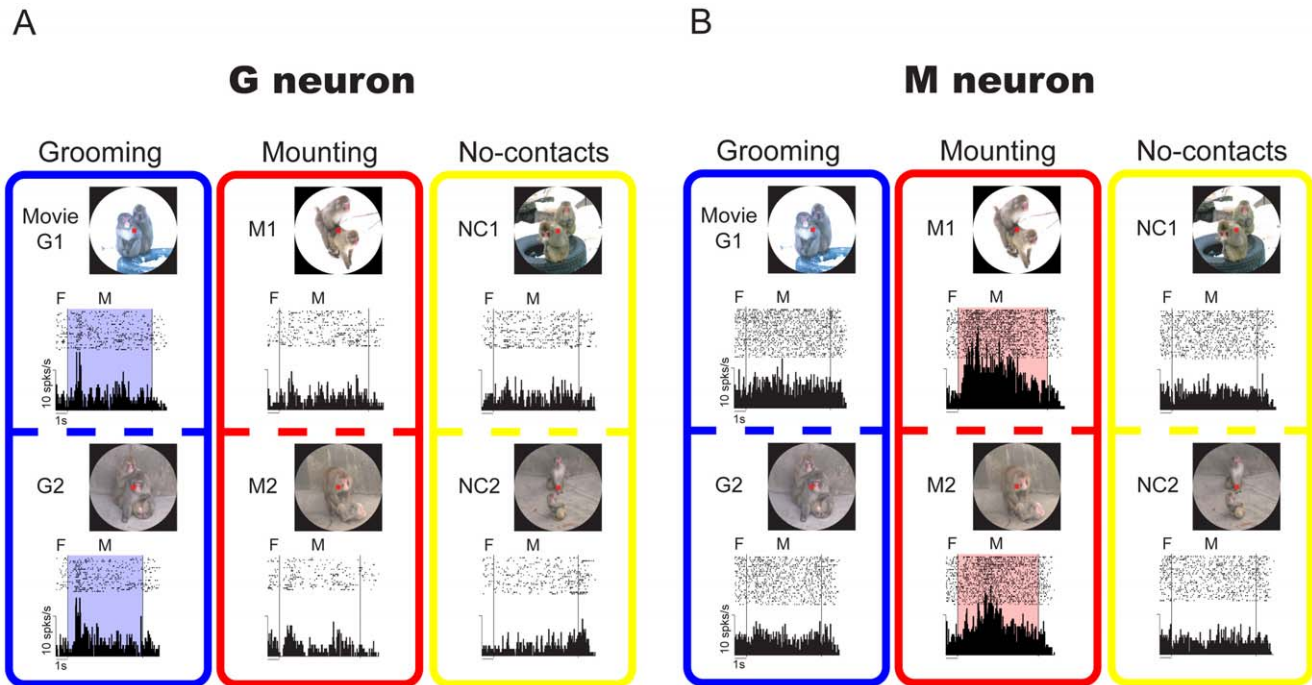 A
G neuron
Grooming
Mounting
No-contacts
Movie
G1
M1
NC1
F M
F M
F M
10 spks/s
1s
G2
M2
NC2
F M
F M
F M
10 spks/s
1s
B
M neuron
Grooming
Mounting
No-contacts
Movie
G1
M1
NC1
F M
F M
F M
10 spks/s
1s
G2
M2
NC2
F M
F M
F M
10 spks/s
1s